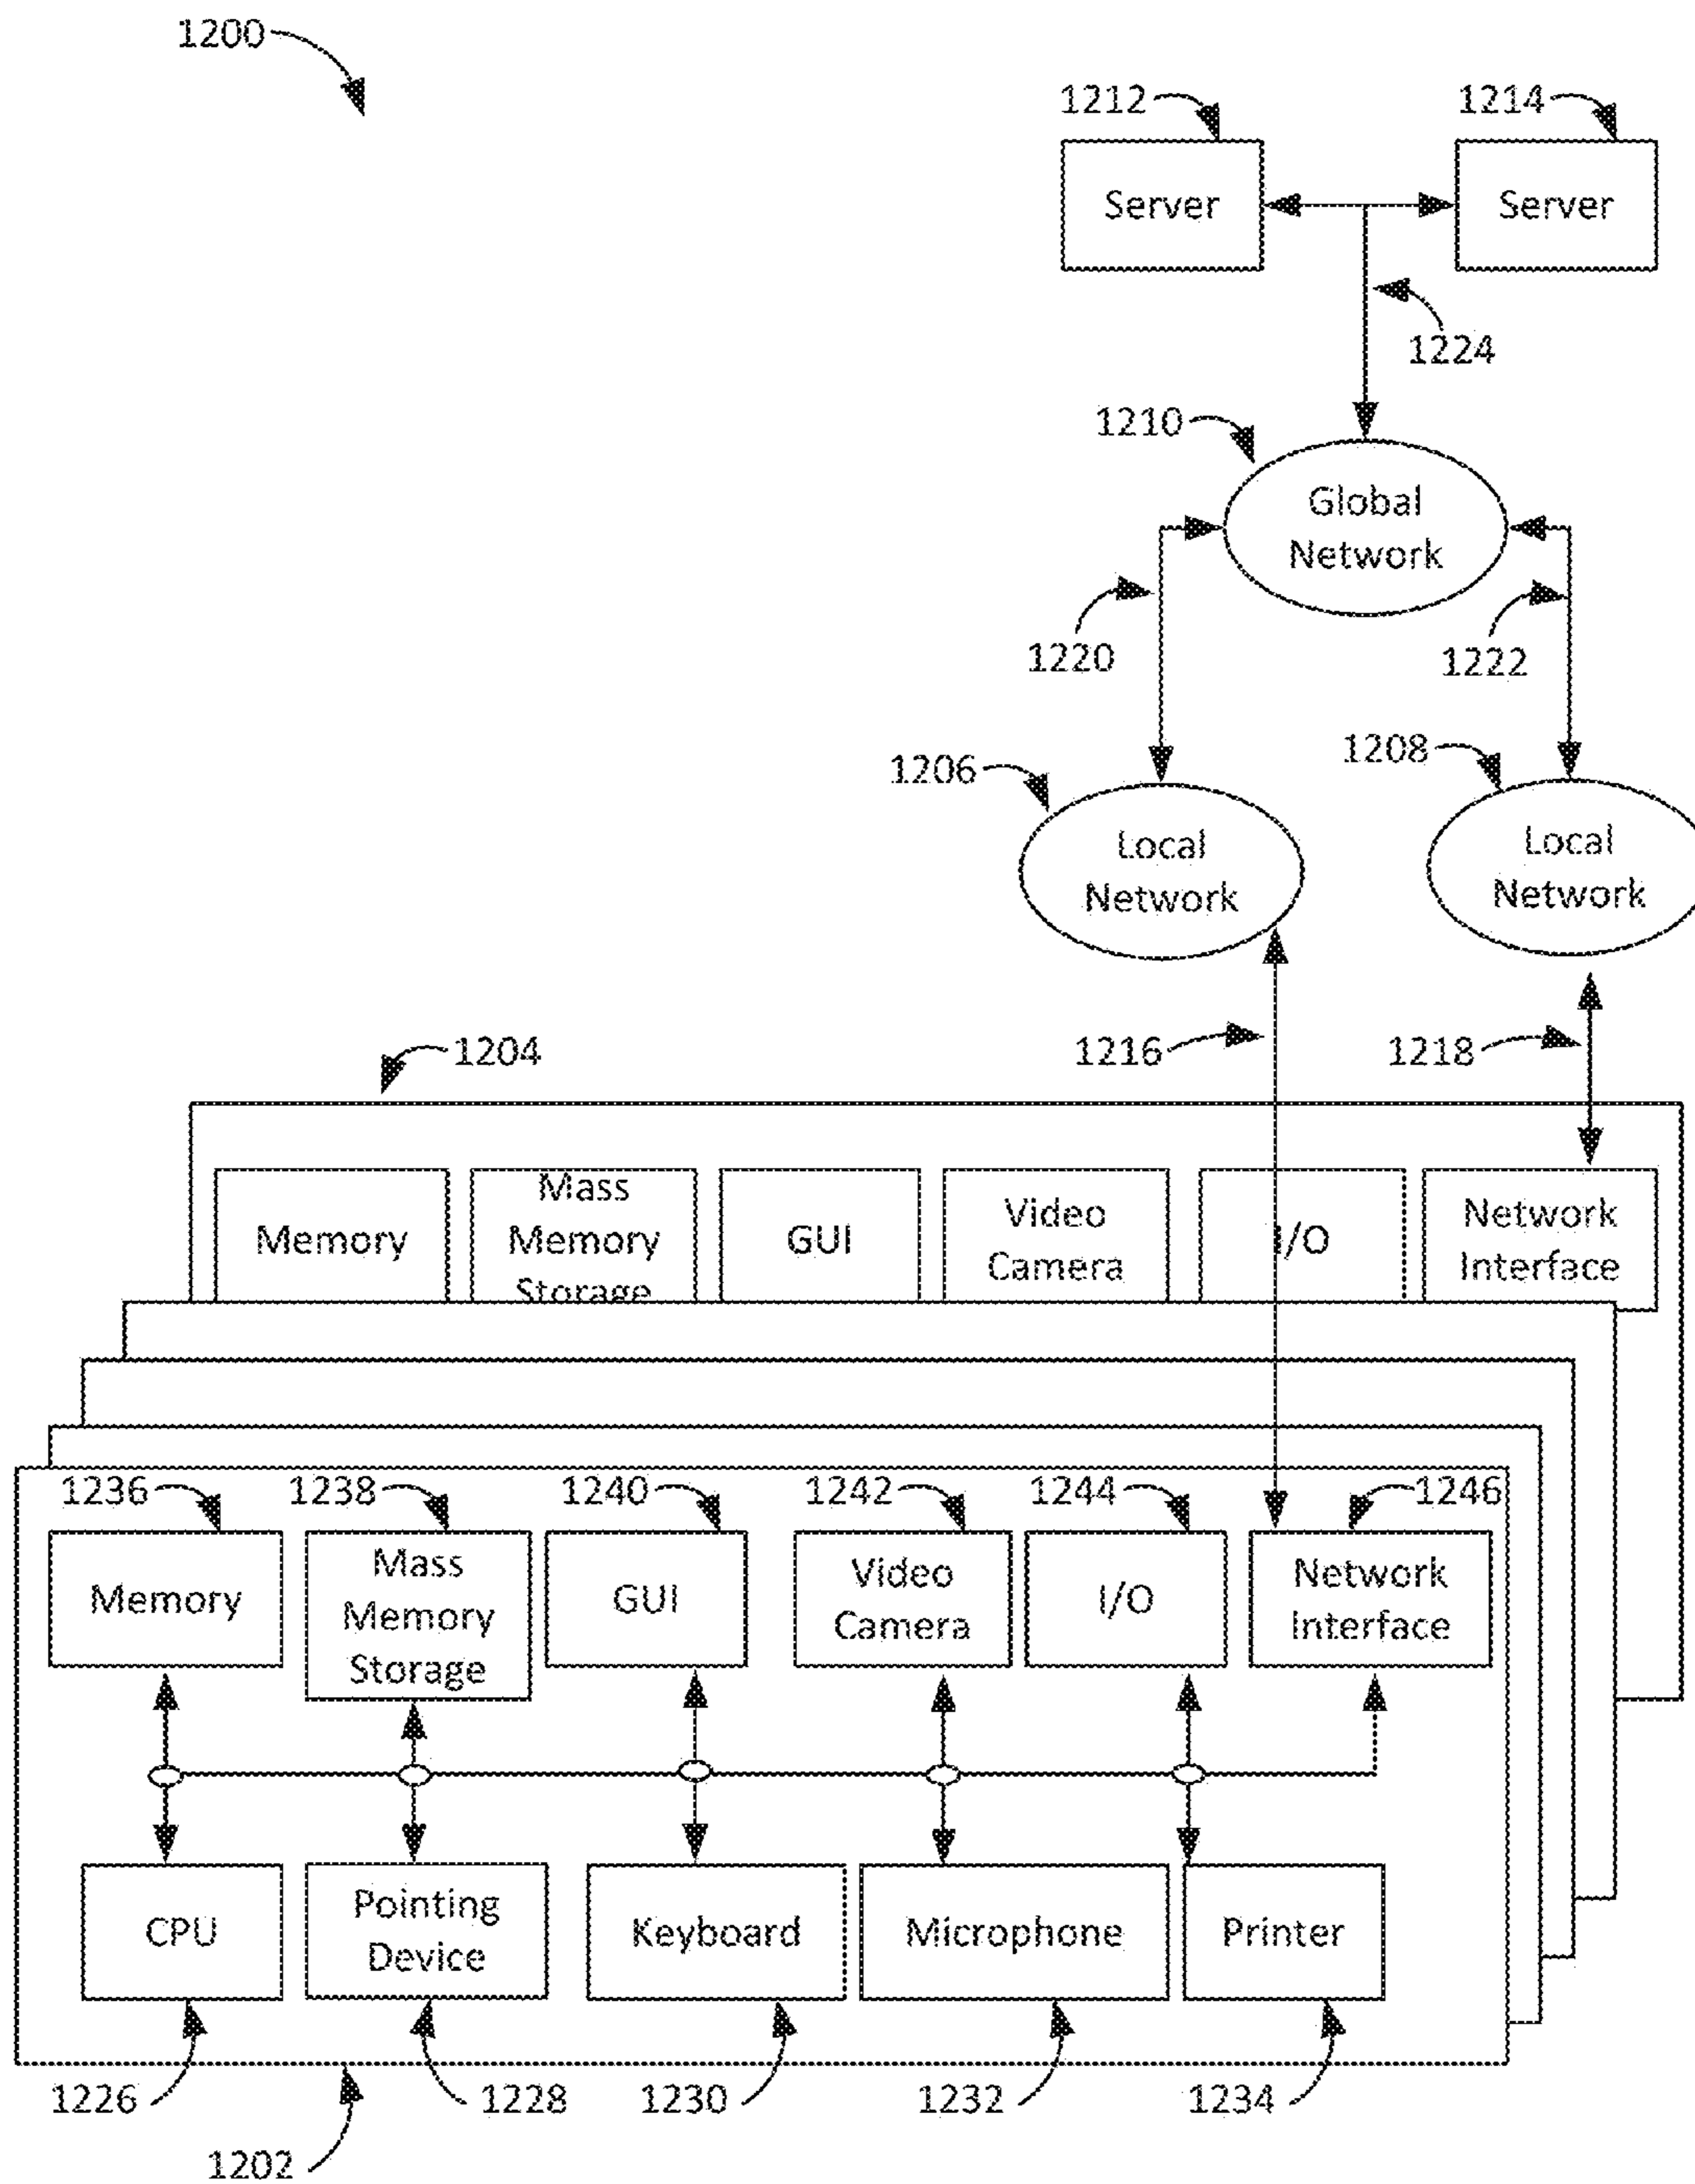 1200
1212
1214
Server
Server
1224
1210
Global
Network
1220
1222
1206
1208
Local
Network
Local
Network
1204
1216
1218
Memory
Mass
Memory
Storage
GUI
Video
Camera
I/O
Network
Interface
1236
1238
1240
1242
1244
1246
Memory
Mass
Memory
Storage
GUI
Video
Camera
I/O
Network
Interface
CPU
Pointing
Device
Keyboard
Microphone
Printer
1226
1228
1230
1232
1234
1202